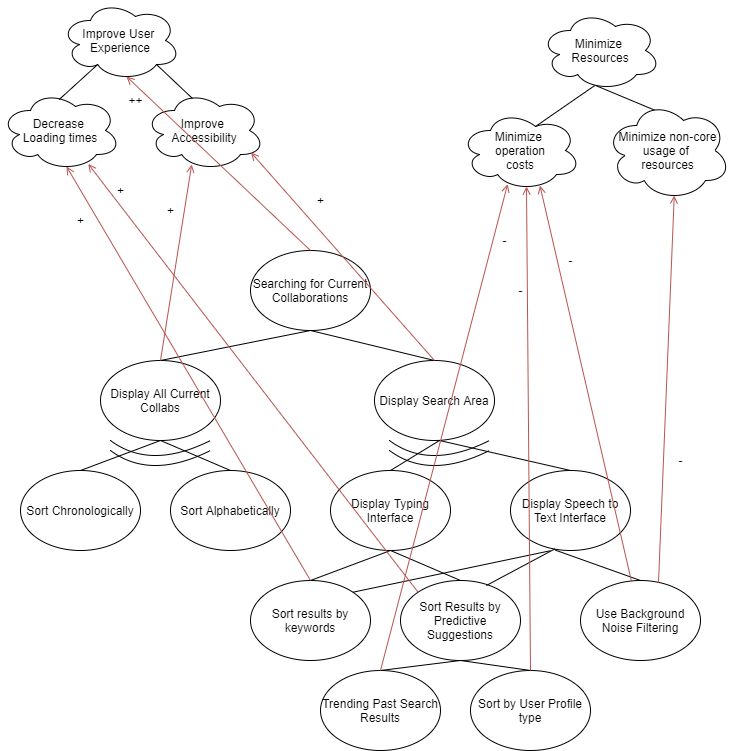 Improve User
Experience
Minimize
Resources
++
Decrease
Loading times
Improve
Accessibility
Minimize
operation
costs
Minimize non-core
usage of
resources
+
+
+
+
-
-
-
Searching for Current
Collaborations
Display All Current
Collabs
Display Search Area
-
Sort Chronologically
Sort Alphabetically
Display Typing
Interface
Display Speech to
Text Interface
Sort results by
keywords
Sort Results by
Predictive
Suggestions
Use Background
Noise Filtering
Trending Past Search
Results
Sort by User Profile
type